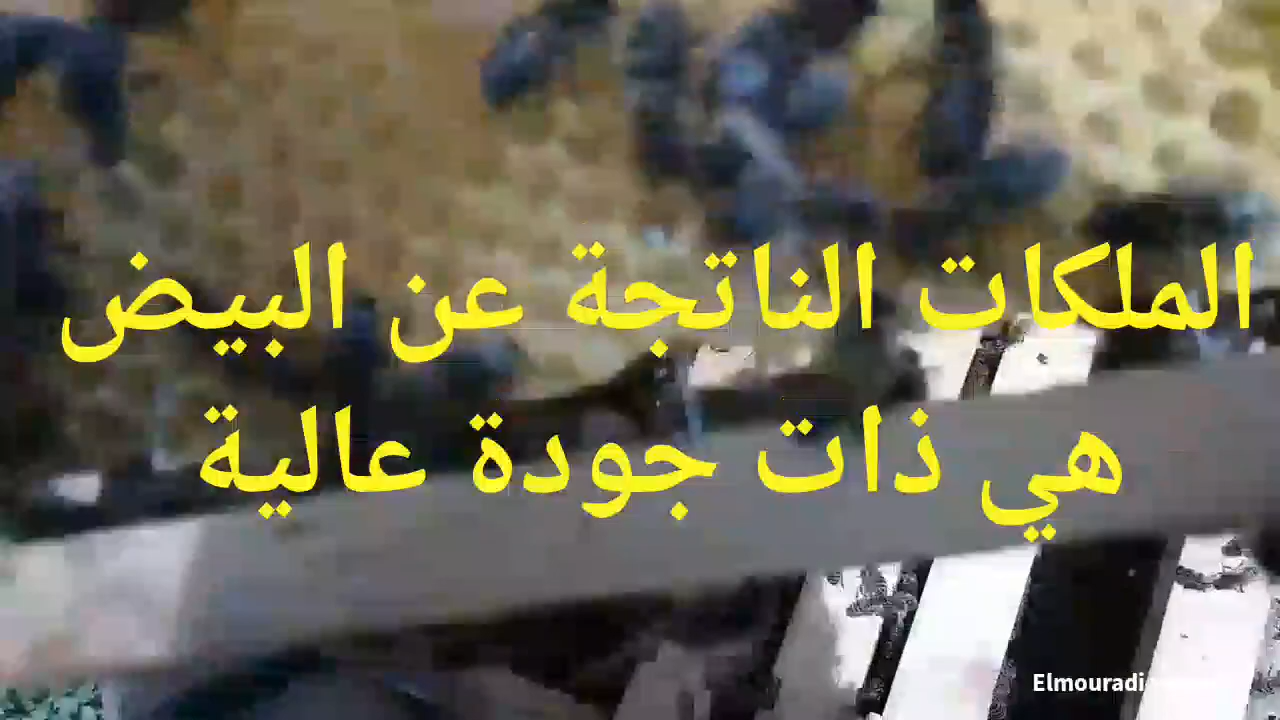 الملكات الناتجة عن البيض
هي ذات جودة عالية